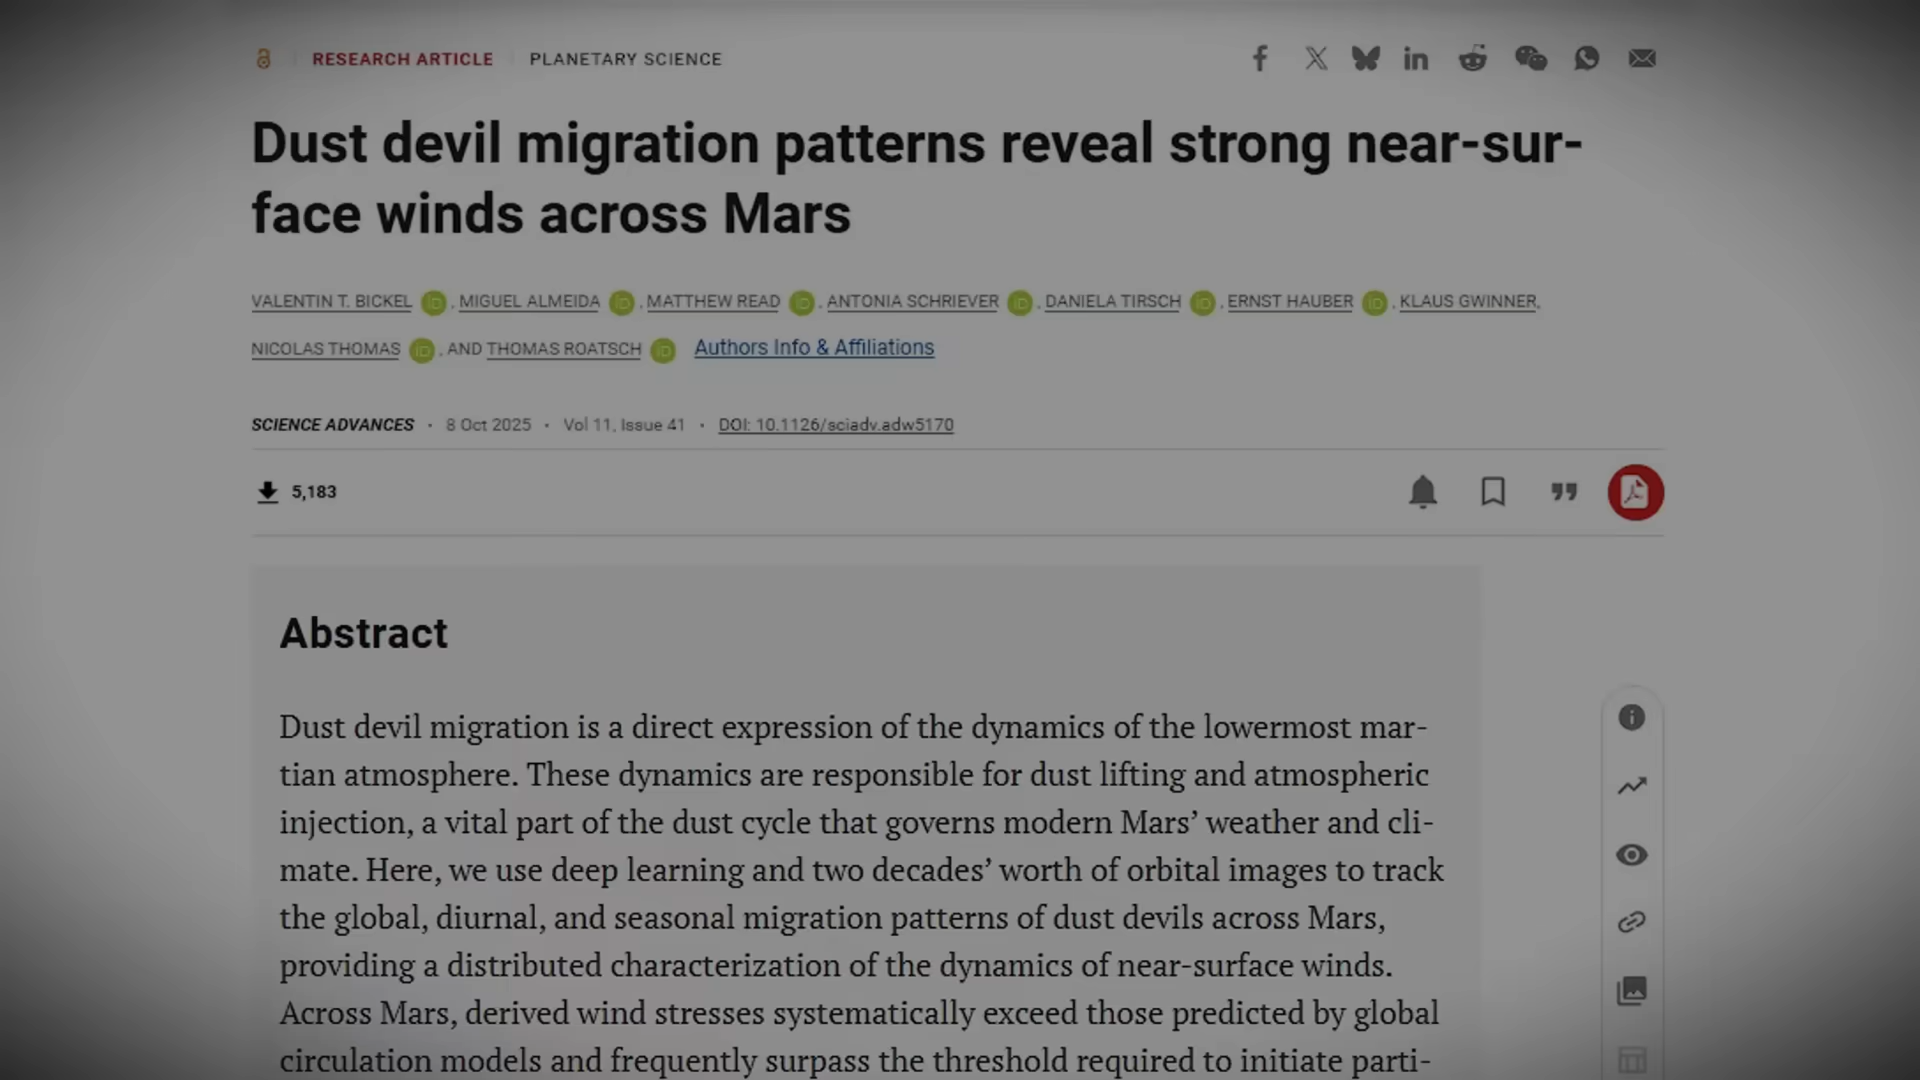 RESEARCH ARTICLE PLANETARY SCIENCE
Dust devil migration patterns reveal strong near-sur-
face winds across Mars
VALENTIN T. BICKEL iD, MIGUEL ALMEIDA iD, MATTHEW READ iD, ANTONIA SCHRIEVER iD, DANIELA TIRSCH iD, ERNST HAUBER iD, KLAUS GWINNER,
NICOLAS THOMAS iD, AND THOMAS ROATSCH iD Authors Info & Affiliations
SCIENCE ADVANCES · 8 Oct 2025 · Vol 11, Issue 41 · DOI: 10.1126/sciadv.adw5170
5,183
Abstract
Dust devil migration is a direct expression of the dynamics of the lowermost mar-
tian atmosphere. These dynamics are responsible for dust lifting and atmospheric
injection, a vital part of the dust cycle that governs modern Mars’ weather and cli-
mate. Here, we use deep learning and two decades’ worth of orbital images to track
the global, diurnal, and seasonal migration patterns of dust devils across Mars,
providing a distributed characterization of the dynamics of near-surface winds.
Across Mars, derived wind stresses systematically exceed those predicted by global
circulation models and frequently surpass the threshold required to initiate parti-